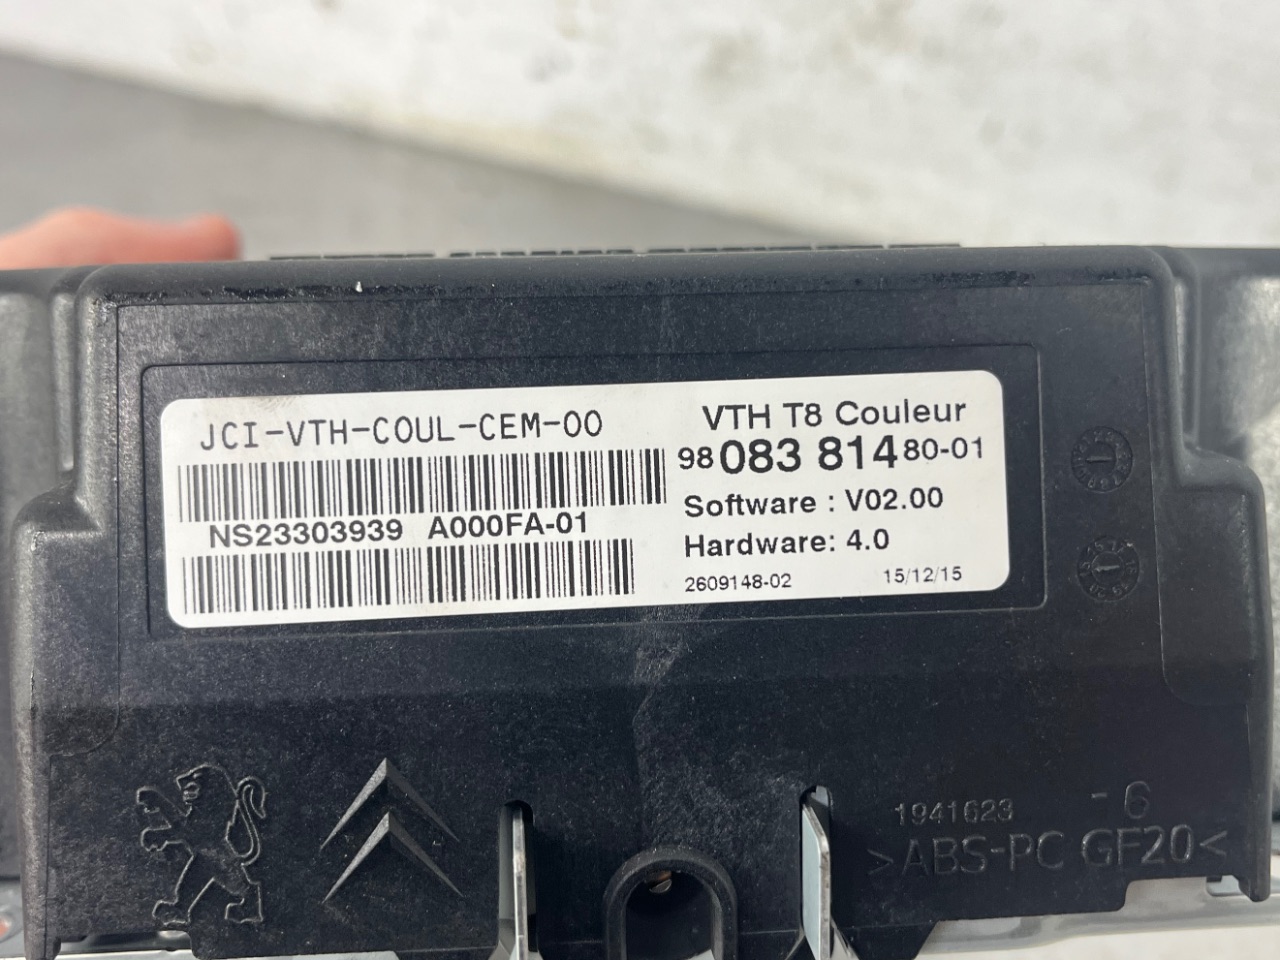 JCI-VTH-COUL-CEM-00
NS23303939 A000FA-01
VTH T8 Couleur
98 083 814 80-01
Software : V02.00
Hardware: 4.0
2609148-02 15/12/15
1941623 -6
>ABS-PC GF20<